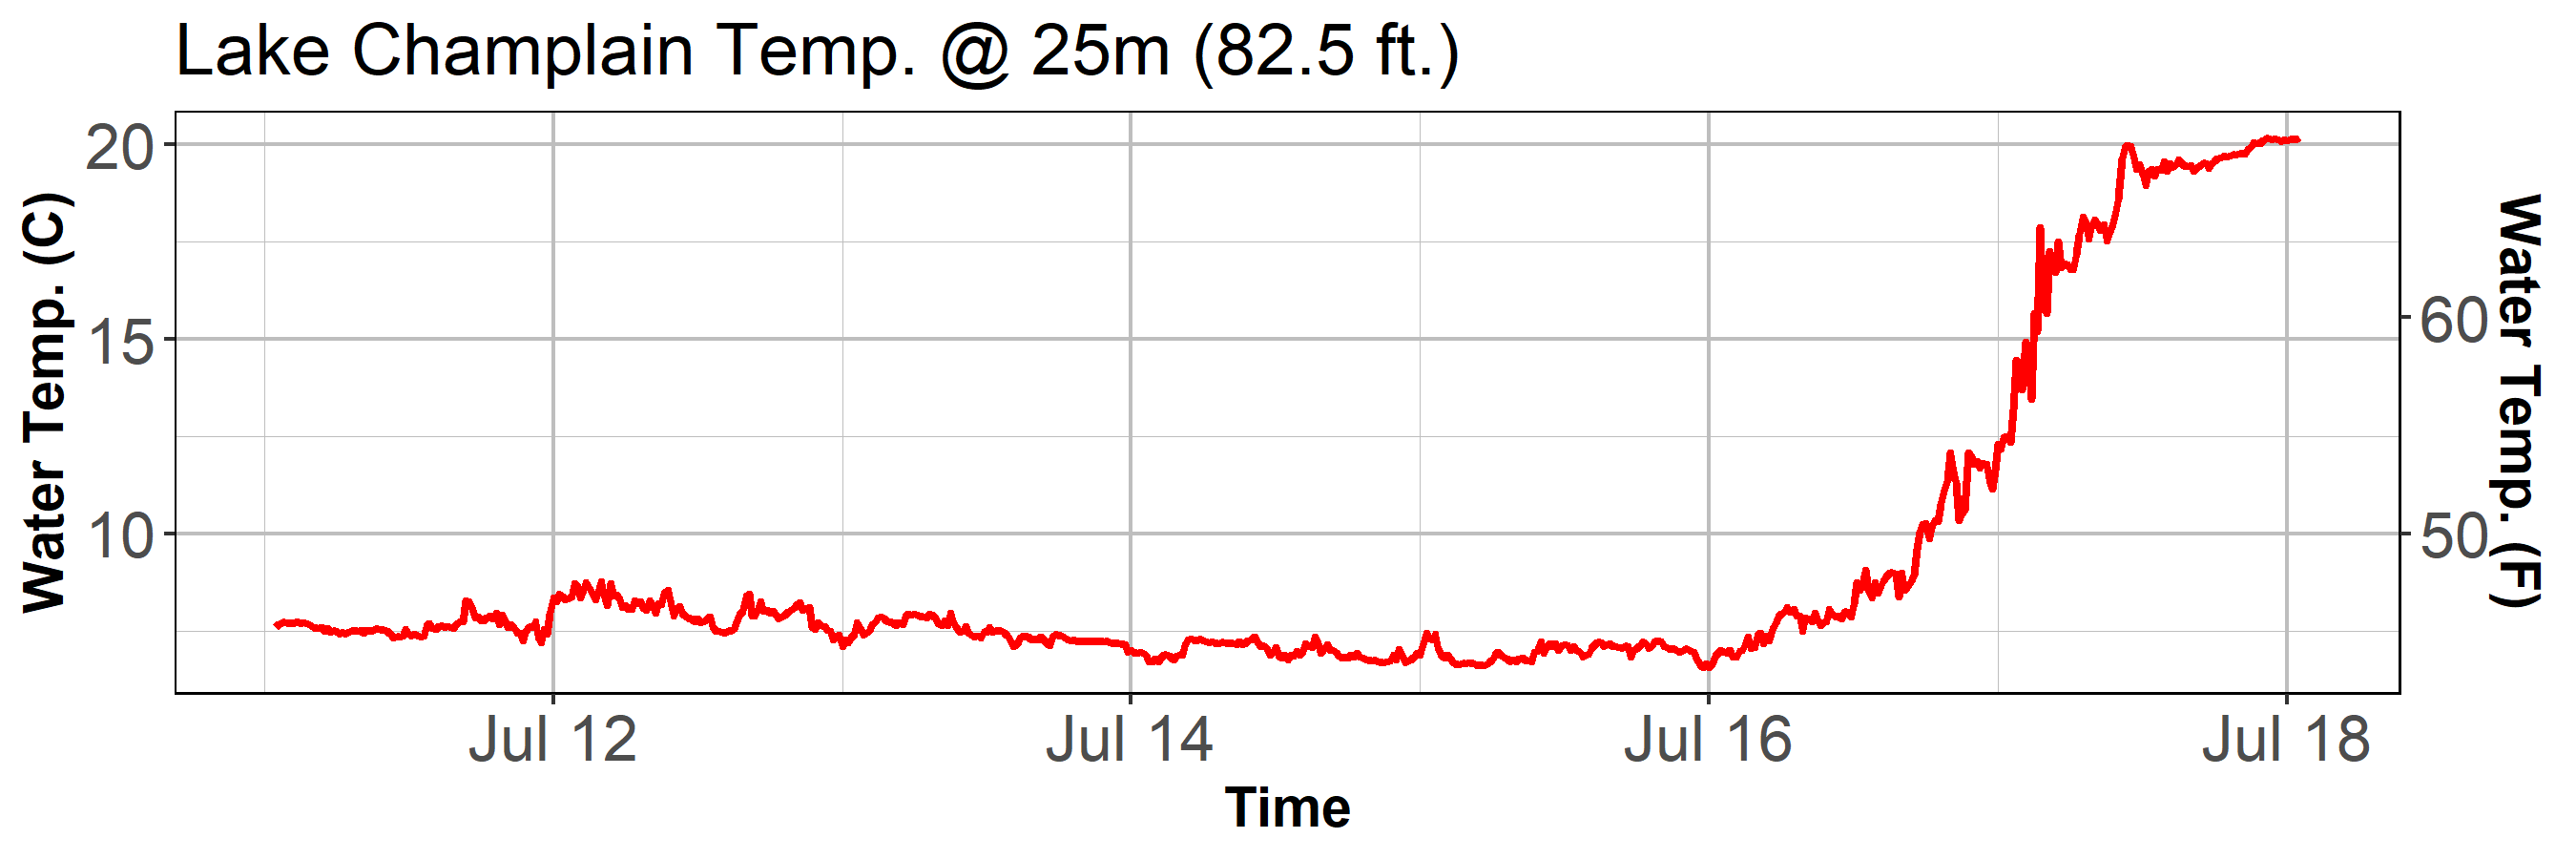 Lake Champlain Temp. @ 25m (82.5 ft.)
Water Temp. (C)
20
15
10
60
50
Water Temp. (F)
Jul 12 Jul 14 Jul 16 Jul 18
Time